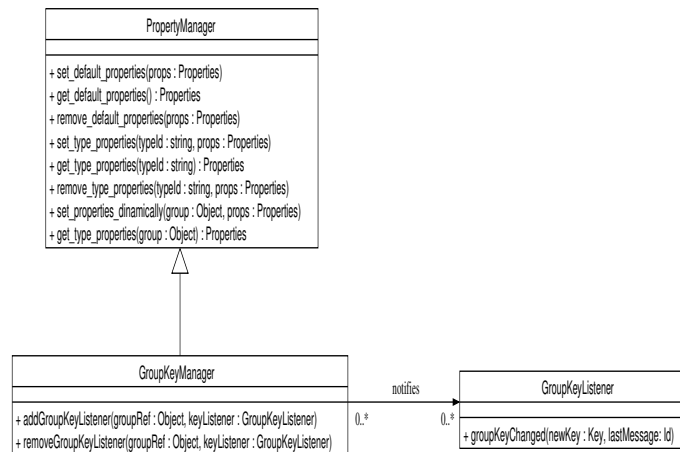 PropertyManager
+ set_default_properties(props : Properties)
+ get_default_properties() : Properties
+ remove_default_properties(props : Properties)
+ set_type_properties(typeId : string, props : Properties)
+ get_type_properties(typeId : string) : Properties
+ remove_type_properties(typeId : string, props : Properties)
+ set_properties_dinamically(group : Object, props : Properties)
+ get_type_properties(group : Object) : Properties
GroupKeyManager
+ addGroupKeyListener(groupRef : Object, keyListener : GroupKeyListener)
+ removeGroupKeyListener(groupRef : Object, keyListener : GroupKeyListener)
notifies
0..*
0..*
GroupKeyListener
+ groupKeyChanged(newKey : Key, lastMessage: Id)